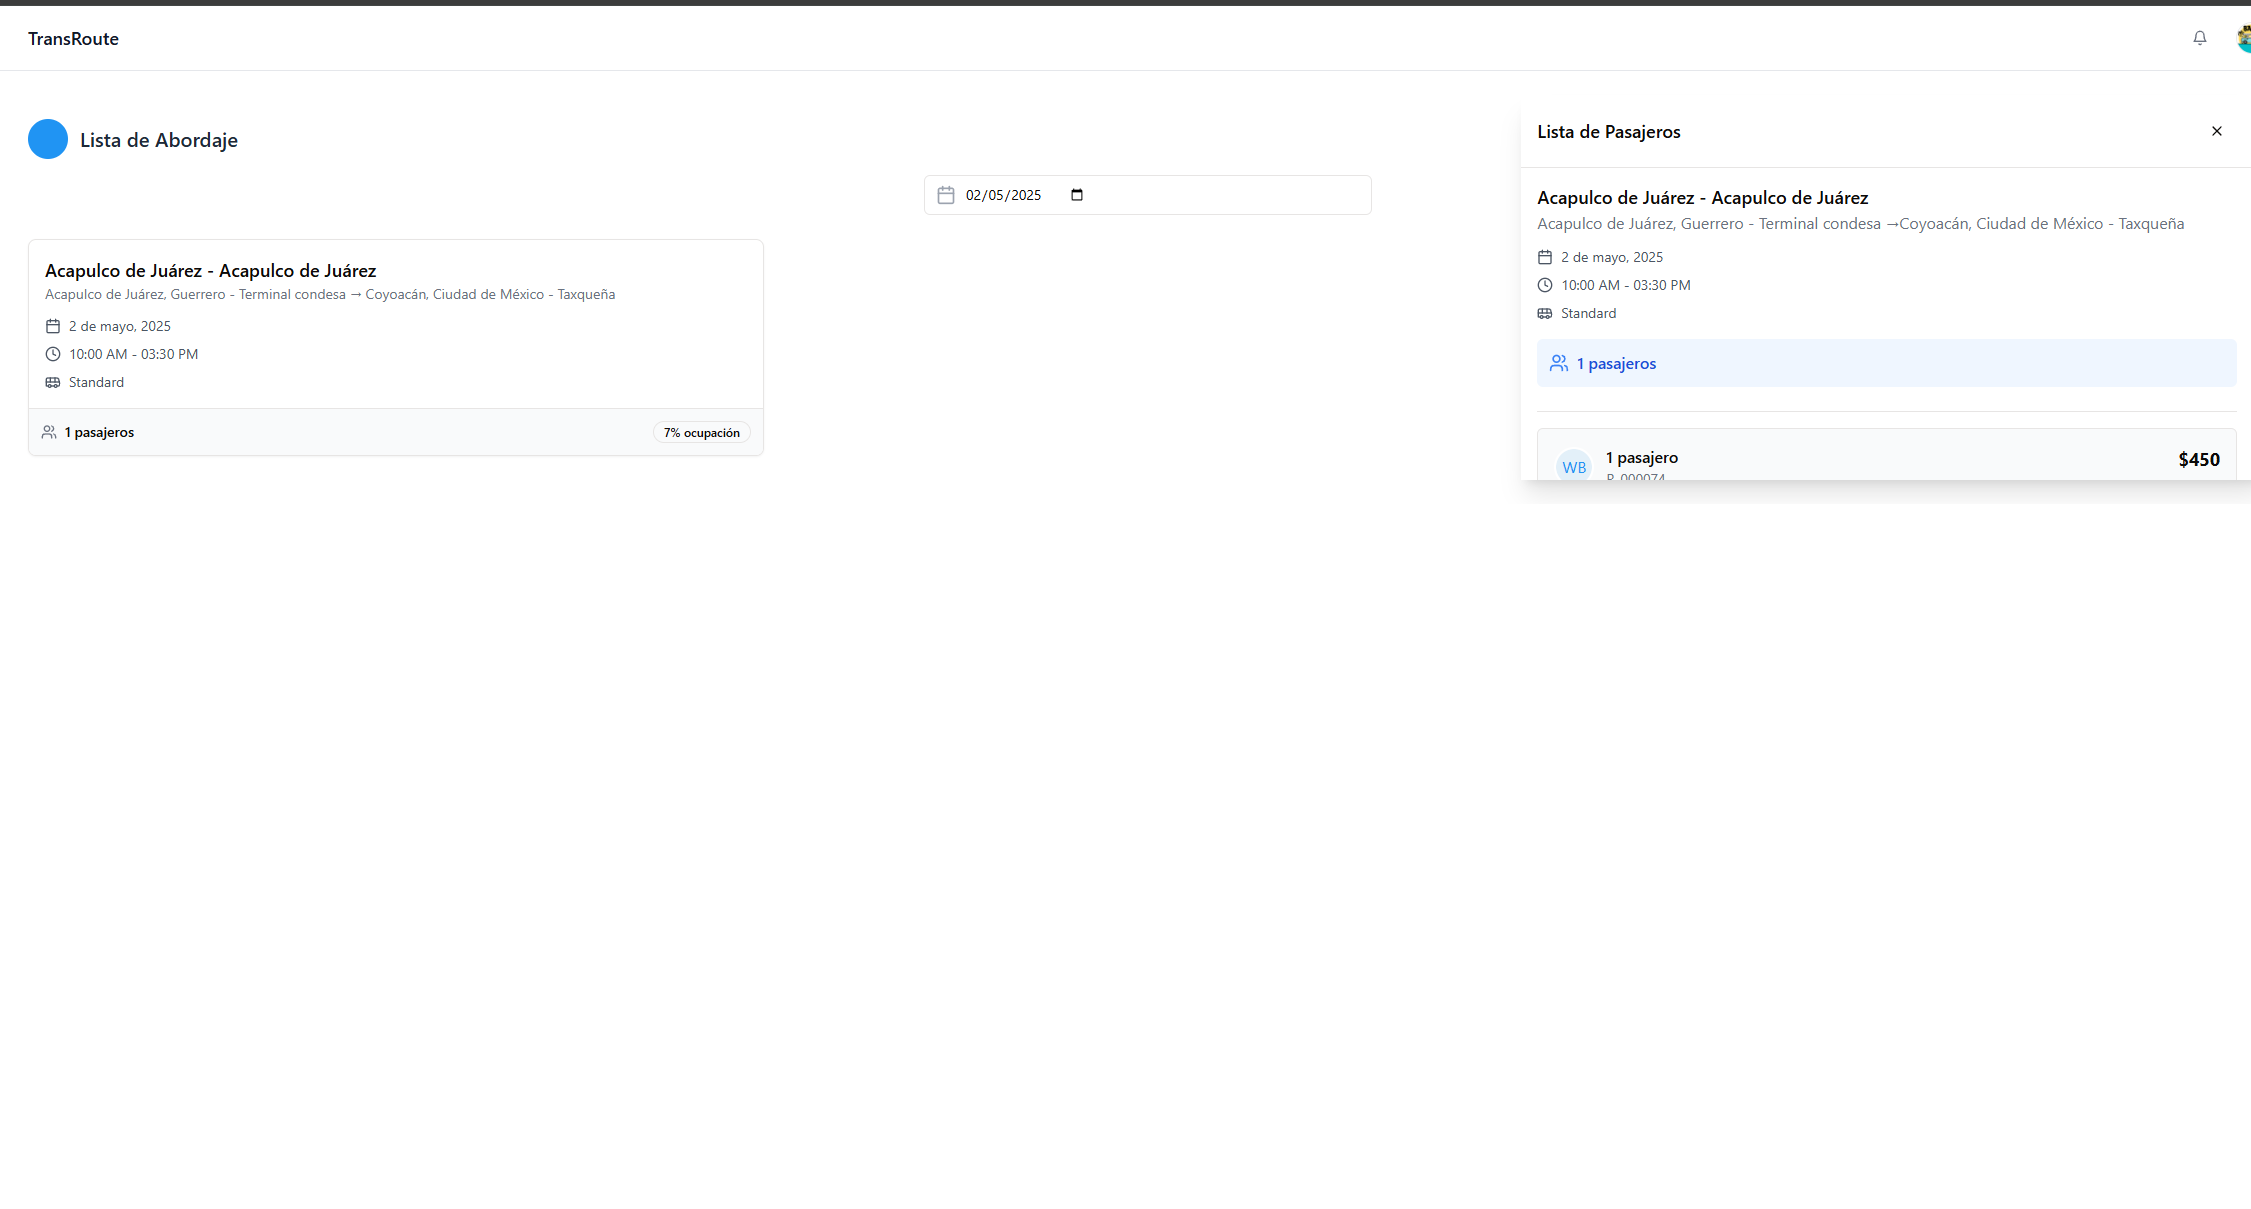 TransRoute
Lista de Abordaje
02/05/2025
Acapulco de Juárez - Acapulco de Juárez
Acapulco de Juárez, Guerrero - Terminal condesa → Coyoacán, Ciudad de México - Taxqueña
2 de mayo, 2025
10:00 AM - 03:30 PM
Standard
1 pasajeros
7% ocupación
Lista de Pasajeros
Acapulco de Juárez - Acapulco de Juárez
Acapulco de Juárez, Guerrero - Terminal condesa →Coyoacán, Ciudad de México - Taxqueña
2 de mayo, 2025
10:00 AM - 03:30 PM
Standard
1 pasajeros
WB
1 pasajero
$450